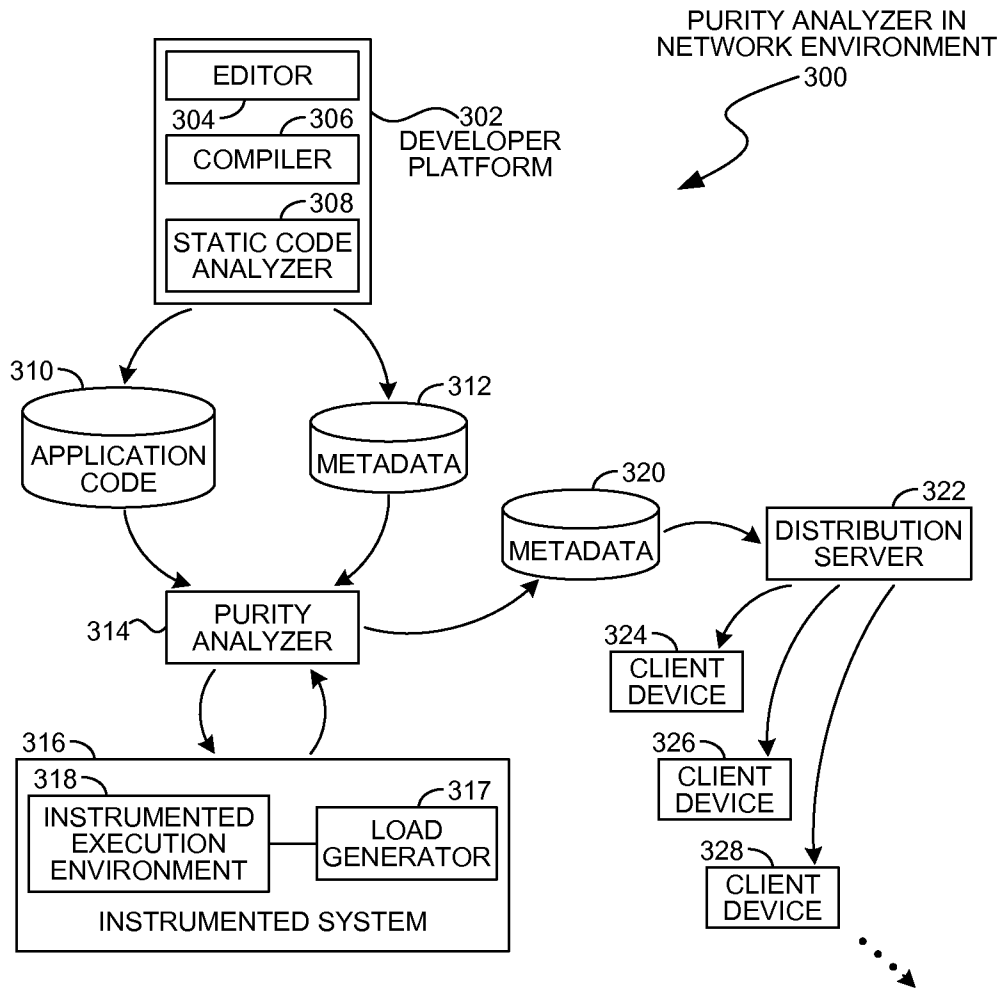 PURITY ANALYZER IN
NETWORK ENVIRONMENT
300
EDITOR
304
306
COMPILER
302
DEVELOPER
PLATFORM
308
STATIC CODE
ANALYZER
310
APPLICATION
CODE
312
METADATA
320
METADATA
322
DISTRIBUTION
SERVER
314
PURITY
ANALYZER
324
CLIENT
DEVICE
326
CLIENT
DEVICE
328
CLIENT
DEVICE
316
318
INSTRUMENTED
EXECUTION
ENVIRONMENT
317
LOAD
GENERATOR
INSTRUMENTED SYSTEM